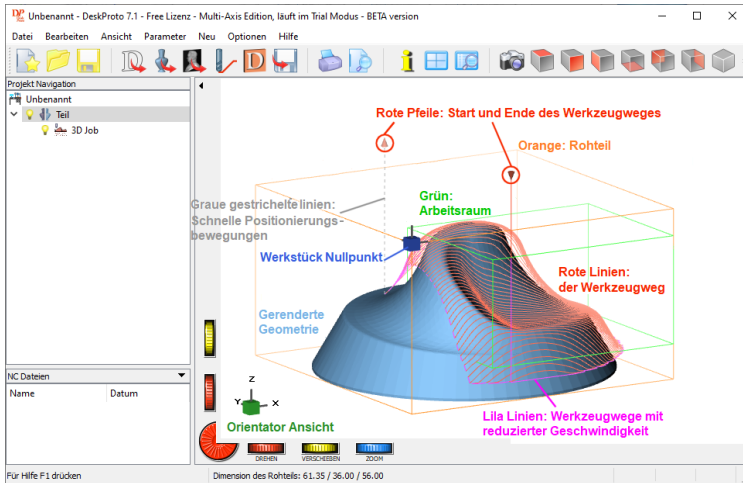 Unbenannt - DeskProto 7.1 - Free Lizenz - Multi-Axis Edition, läuft im Trial Modus - BETA version
Datei Bearbeiten Ansicht Parameter Neu Optionen Hilfe
Projekt Navigation
Unbenannt
Teil
3D Job
Rote Pfeile: Start und Ende des Werkzeugweges
Orange: Rohteil
Graue gestrichelte linien:
Schnelle Positionierungs-
bewegungen
Grün:
Arbeitsraum
Werkstück Nullpunkt
Rote Linien:
der Werkzeugweg
Gerenderte
Geometrie
Lila Linien: Werkzeugwege mit
reduzierter Geschwindigkeit
Z
Y
X
Orientator Ansicht
DREHEN VERSCHIEBEN ZOOM
NC Dateien
Name Datum
Für Hilfe F1 drücken
Dimension des Rohteils: 61.35 / 36.00 / 56.00